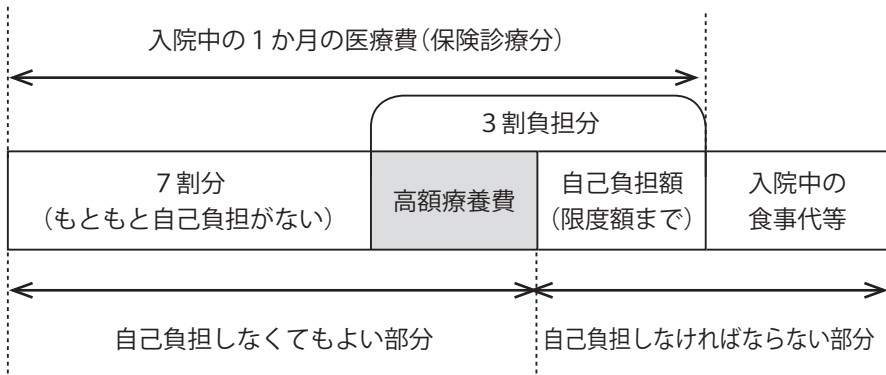 入院中の1か月の医療費(保険診療分)
3割負担分
7割分
(もともと自己負担がない)
高額療養費
自己負担額
(限度額まで)
入院中の
食事代等
自己負担しなくてもよい部分
自己負担しなければならない部分